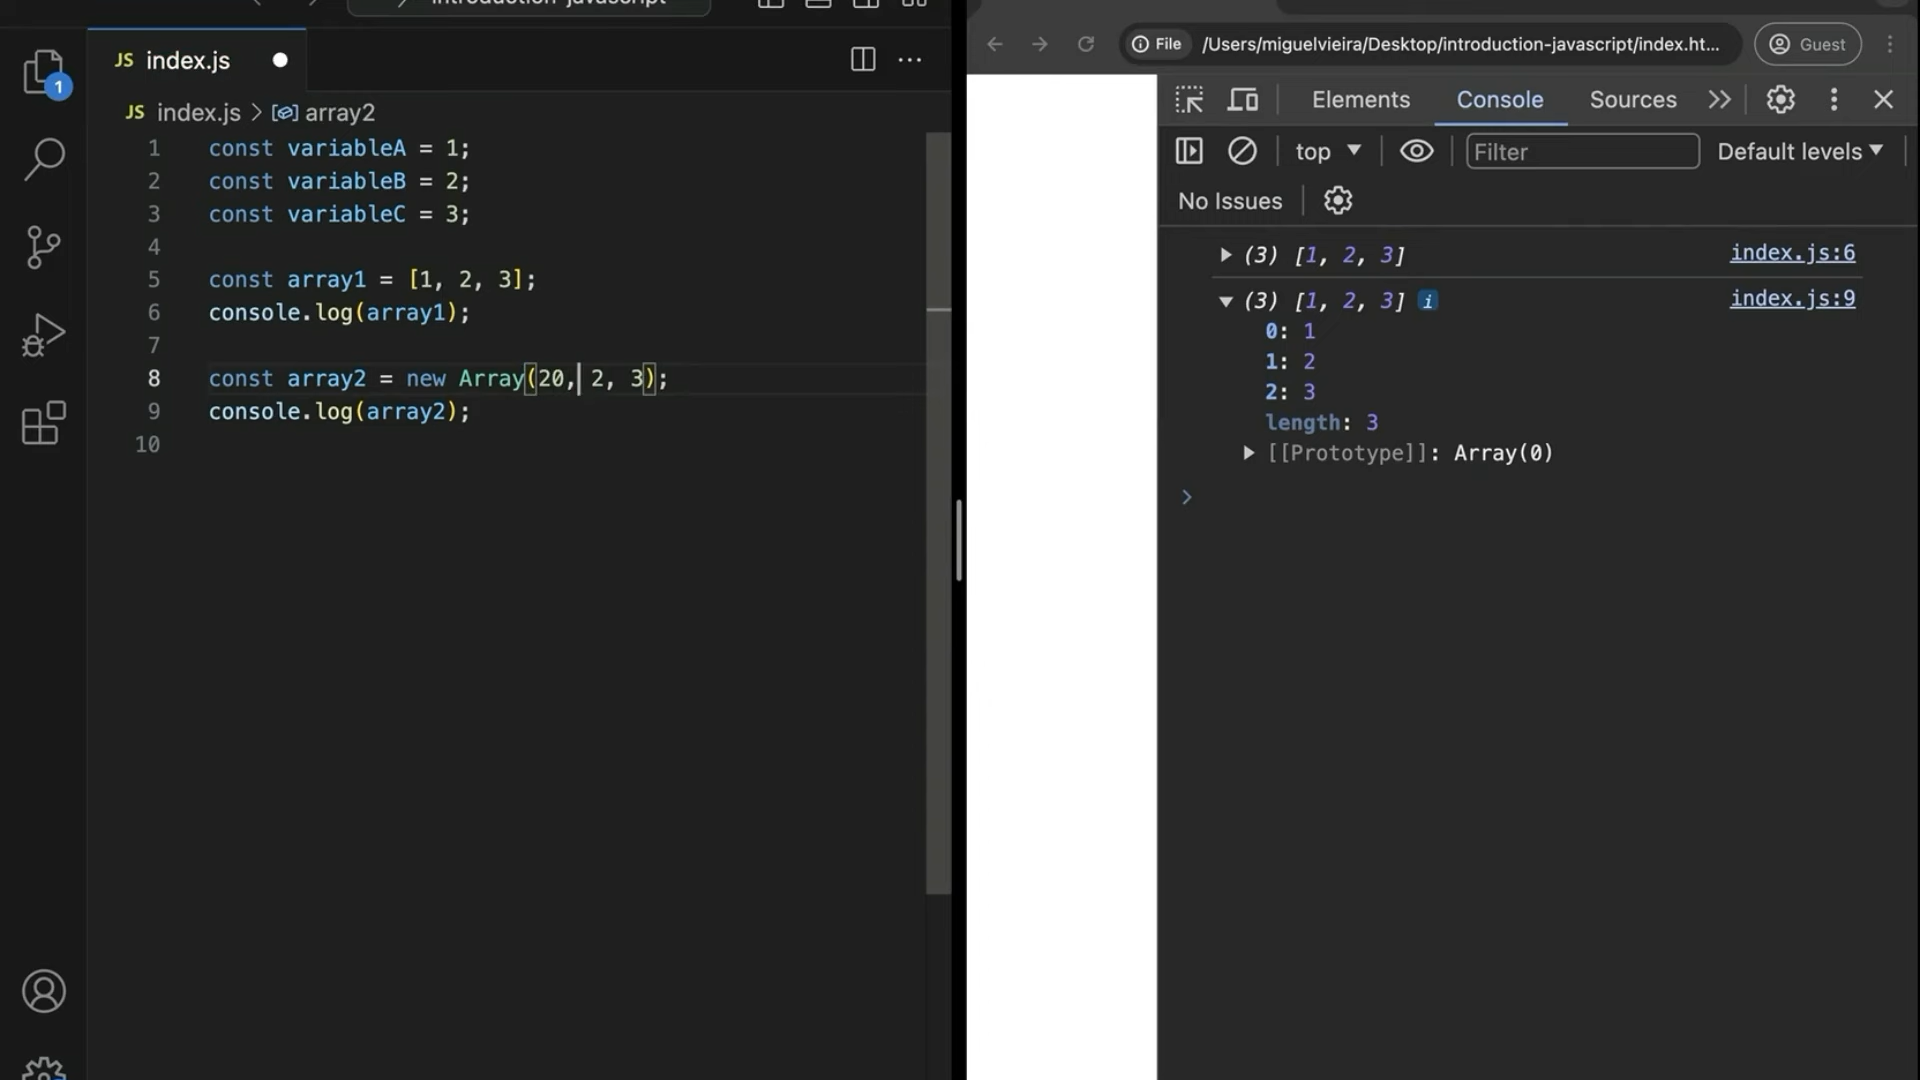 introduction-javascript
JS index.js
1
JS index.js > array2
1 const variableA = 1;
2 const variableB = 2;
3 const variableC = 3;
4
5 const array1 = [1, 2, 3];
6 console.log(array1);
7
8 const array2 = new Array(20, 2, 3);
9 console.log(array2);
10
File /Users/miguelvieira/Desktop/introduction-javascript/index.ht... Guest
Elements Console Sources
top Filter Default levels
No Issues
(3) [1, 2, 3] index.js:6
(3) [1, 2, 3] i index.js:9
0: 1
1: 2
2: 3
length: 3
[[Prototype]]: Array(0)